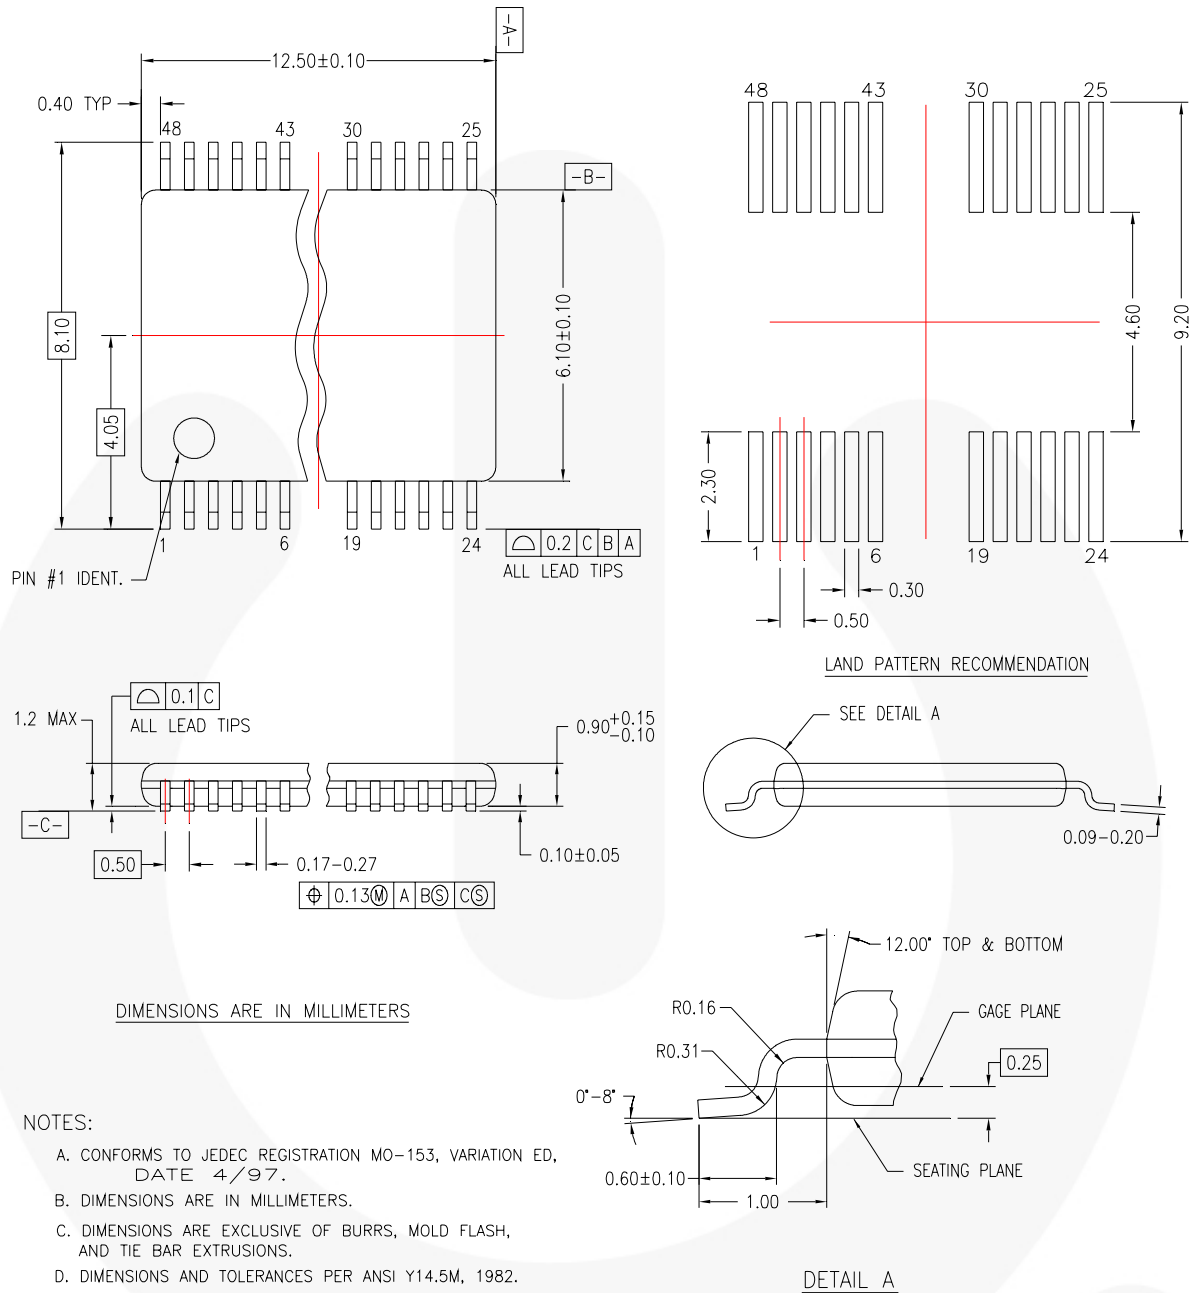 -A-
12.50±0.10
0.40 TYP
48 43 30 25
-B-
8.10
4.05
6.10±0.10
1 6 19 24
PIN #1 IDENT.
0.2 C B A
ALL LEAD TIPS
48 43 30 25
4.60
9.20
2.30
1 6 19 24
0.30
0.50
LAND PATTERN RECOMMENDATION
0.1 C
ALL LEAD TIPS
1.2 MAX
0.90+0.15
-0.10
-C-
0.50
0.17-0.27
0.10±0.05
⌖ 0.13Ⓜ A BⓈ CⓈ
SEE DETAIL A
0.09-0.20
DIMENSIONS ARE IN MILLIMETERS
12.00° TOP & BOTTOM
R0.16
GAGE PLANE
R0.31
0.25
0°-8°
SEATING PLANE
0.60±0.10
1.00
DETAIL A
NOTES:
A. CONFORMS TO JEDEC REGISTRATION MO-153, VARIATION ED,
DATE 4/97.
B. DIMENSIONS ARE IN MILLIMETERS.
C. DIMENSIONS ARE EXCLUSIVE OF BURRS, MOLD FLASH,
AND TIE BAR EXTRUSIONS.
D. DIMENSIONS AND TOLERANCES PER ANSI Y14.5M, 1982.